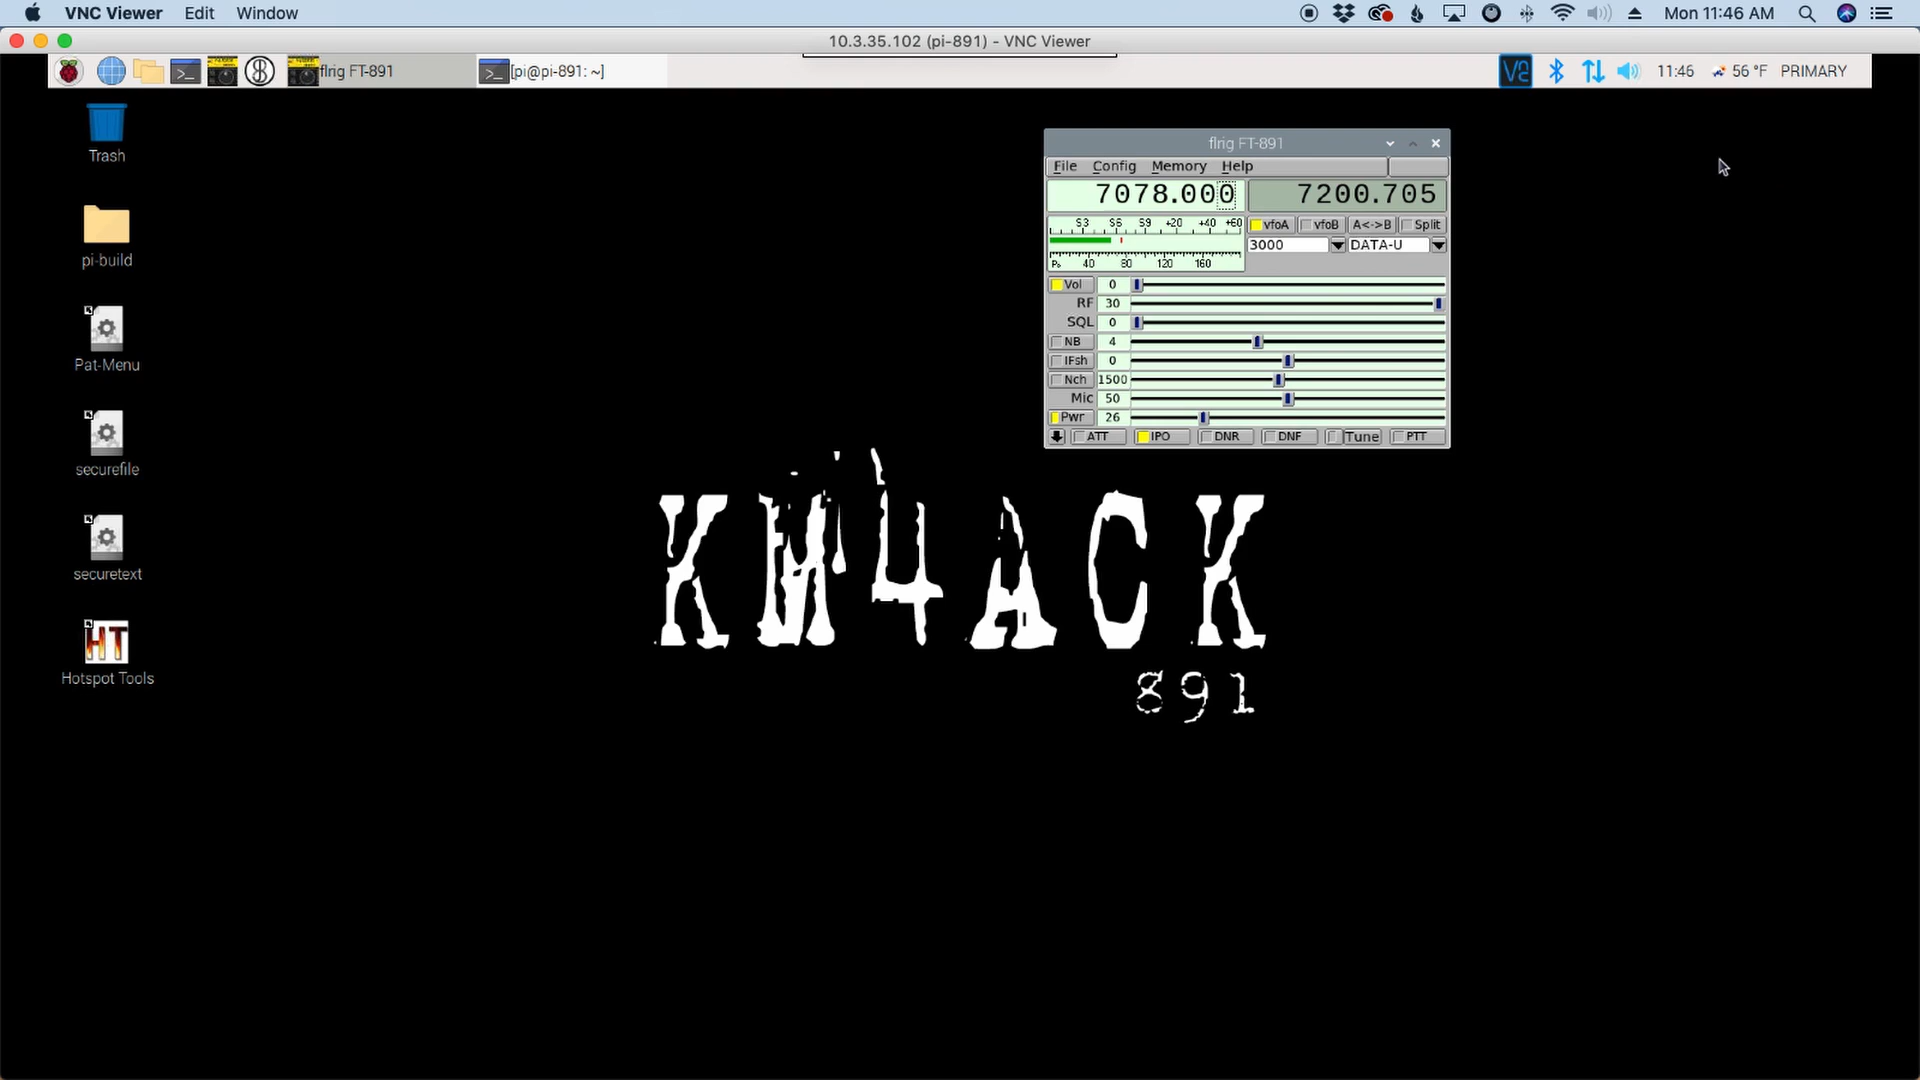 VNC Viewer Edit Window Mon 11:46 AM
10.3.35.102 (pi-891) - VNC Viewer
flrig FT-891 [pi@pi-891: ~] 11:46 56 °F PRIMARY
Trash
pi-build
Pat-Menu
securefile
securetext
HT
Hotspot Tools
flrig FT-891
File Config Memory Help
7078.000 7200.705
S3 S6 S9 +20 +40 +60
Po 40 80 120 160
vfoA vfoB A<->B Split
3000 DATA-U
Vol 0
RF 30
SQL 0
NB 4
IFsh 0
Nch 1500
Mic 50
Pwr 26
ATT IPO DNR DNF Tune PTT
KM4ACK
891